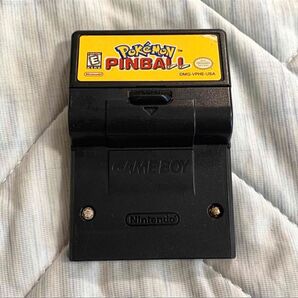 POKéMON
PINBALL
E
Nintendo
DMG-VPHE-USA
GAME BOY
Nintendo